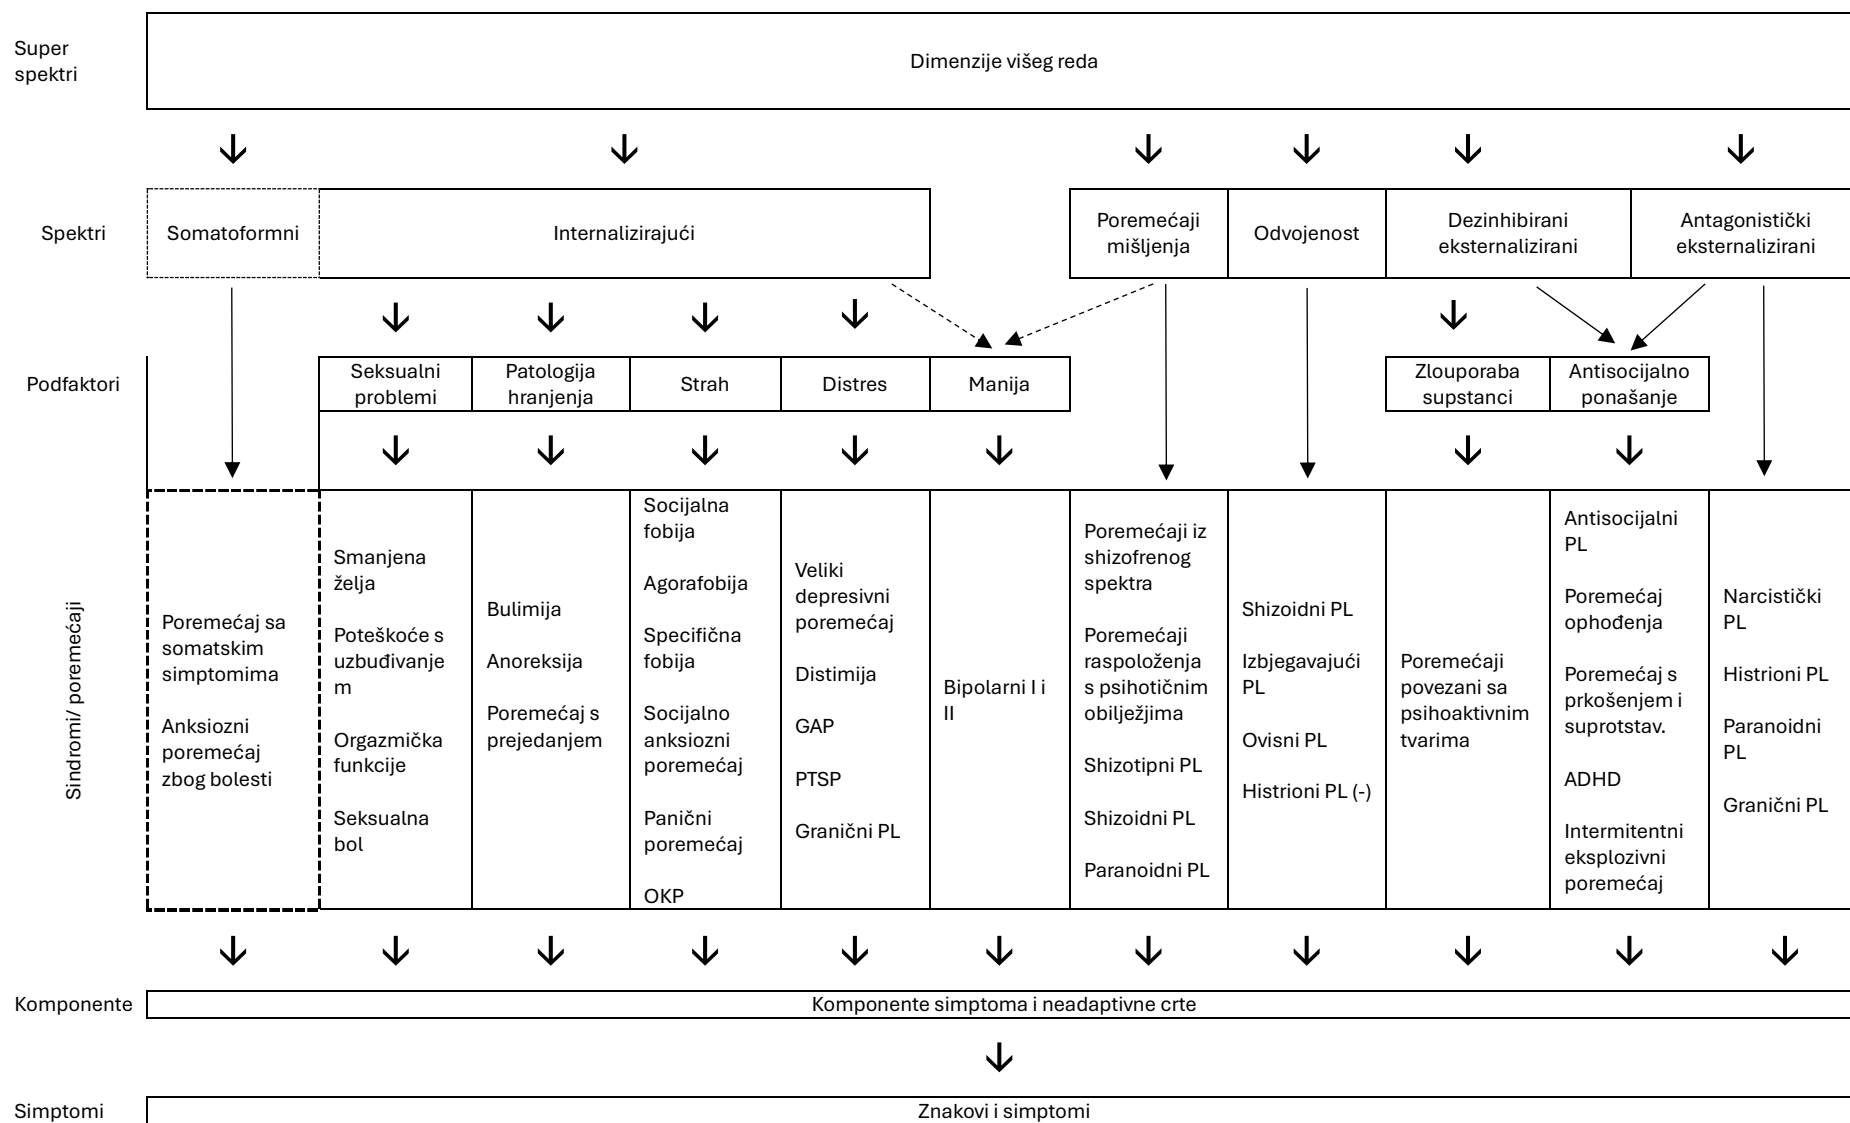 Super
spektri
Dimenzije višeg reda
Spektri
Somatoformni
Internalizirajući
Poremećaji
mišljenja
Odvojenost
Dezinhibirani
eksternalizirani
Antagonistički
eksternalizirani
Podfaktori
Seksualni
problemi
Patologija
hranjenja
Strah
Distres
Manija
Zlouporaba
supstanci
Antisocijalno
ponašanje
Sindromi/ poremećaji
Poremećaj sa
somatskim
simptomima
Anksiozni
poremećaj
zbog bolesti
Smanjena
želja
Poteškoće s
uzbuđivanje
m
Orgazmička
funkcije
Seksualna
bol
Bulimija
Anoreksija
Poremećaj s
prejedanjem
Socijalna
fobija
Agorafobija
Specifična
fobija
Socijalno
anksiozni
poremećaj
Panični
poremećaj
OKP
Veliki
depresivni
poremećaj
Distimija
GAP
PTSP
Granični PL
Bipolarni I i
II
Poremećaji iz
shizofrenog
spektra
Poremećaji
raspoloženja
s psihotičnim
obilježjima
Shizotipni PL
Shizoidni PL
Paranoidni PL
Shizoidni PL
Izbjegavajući
PL
Ovisni PL
Histrioni PL (-)
Poremećaji
povezani sa
psihoaktivnim
tvarima
Antisocijalni
PL
Poremećaj
ophođenja
Poremećaj s
prkošenjem i
suprotstav.
ADHD
Intermitentni
eksplozivni
poremećaj
Narcistički
PL
Histrioni PL
Paranoidni
PL
Granični PL
Komponente
Komponente simptoma i neadaptivne crte
Simptomi
Znakovi i simptomi